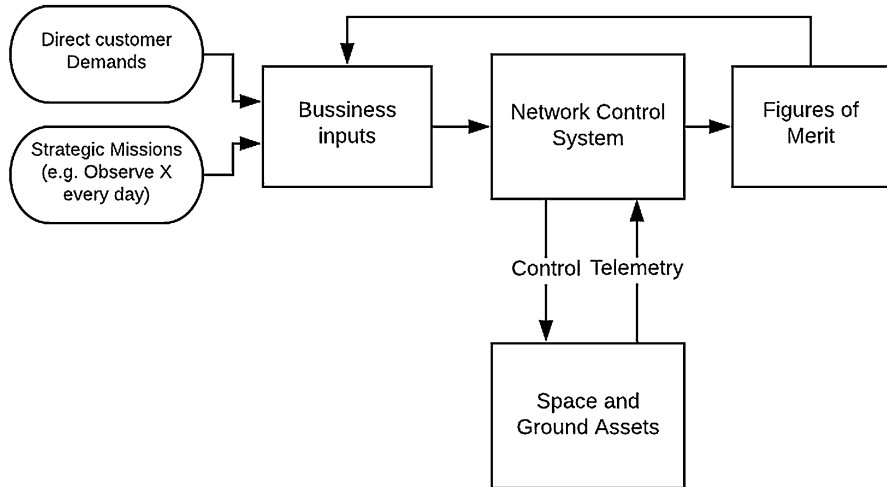 Direct customer
Demands
Strategic Missions
(e.g. Observe X
every day)
Bussiness
inputs
Network Control
System
Figures of
Merit
Control
Telemetry
Space and
Ground Assets